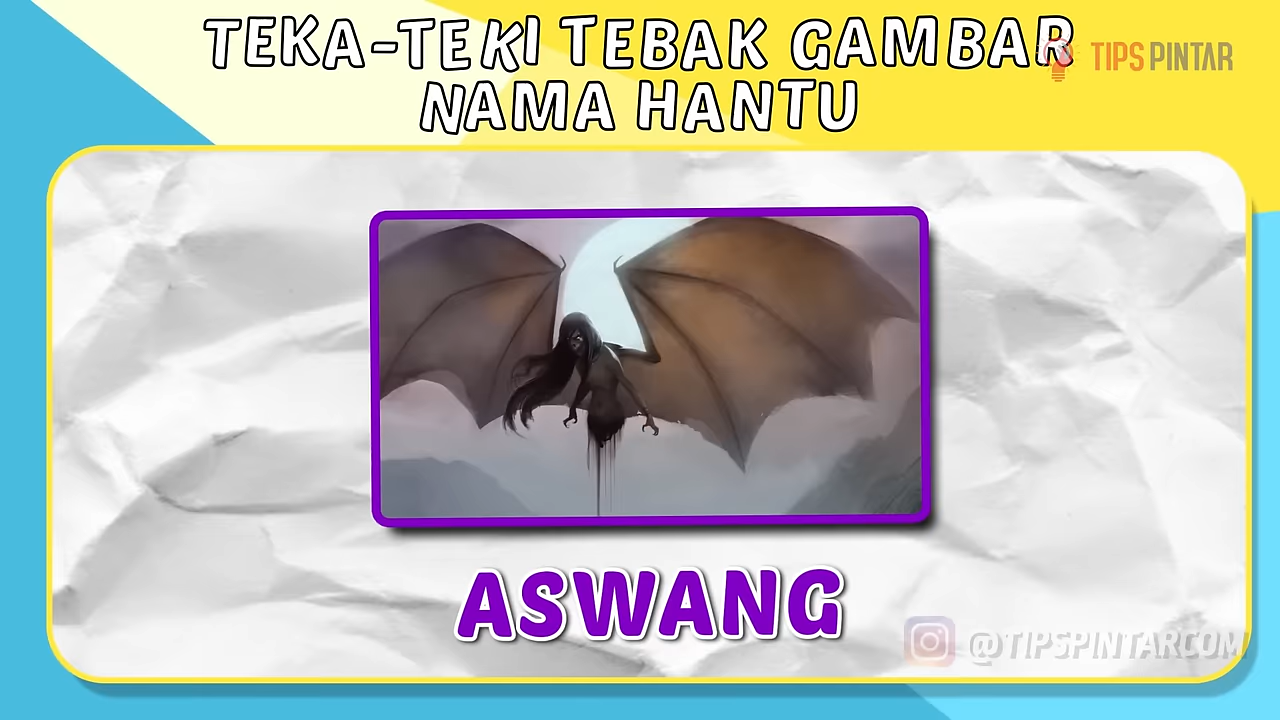 TEKA-TEKI TEBAK GAMBAR
NAMA HANTU
TIPS PINTAR
ASWANG
@TIPSPINTARCOM